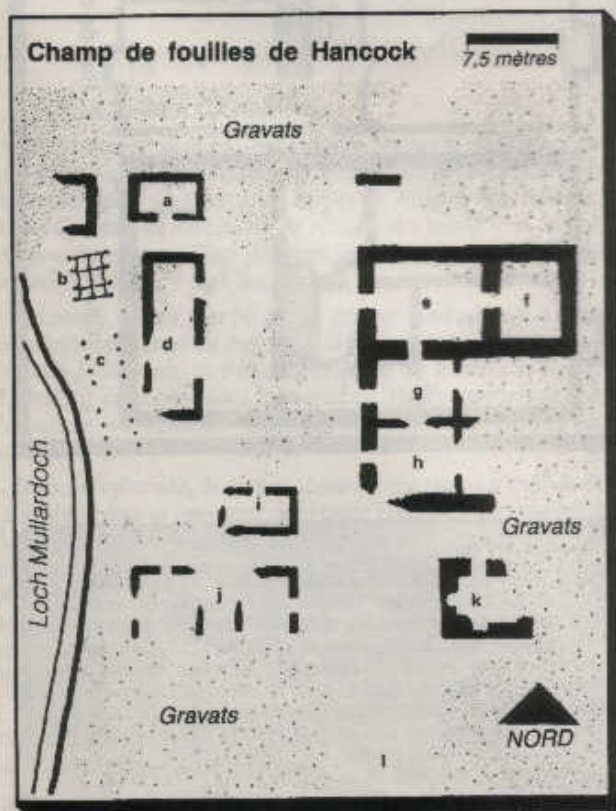 Champ de fouilles de Hancock
7,5 mètres
Gravats
a
b
c
d
e
f
g
h
i
j
k
Loch Mullardoch
Gravats
Gravats
NORD
l